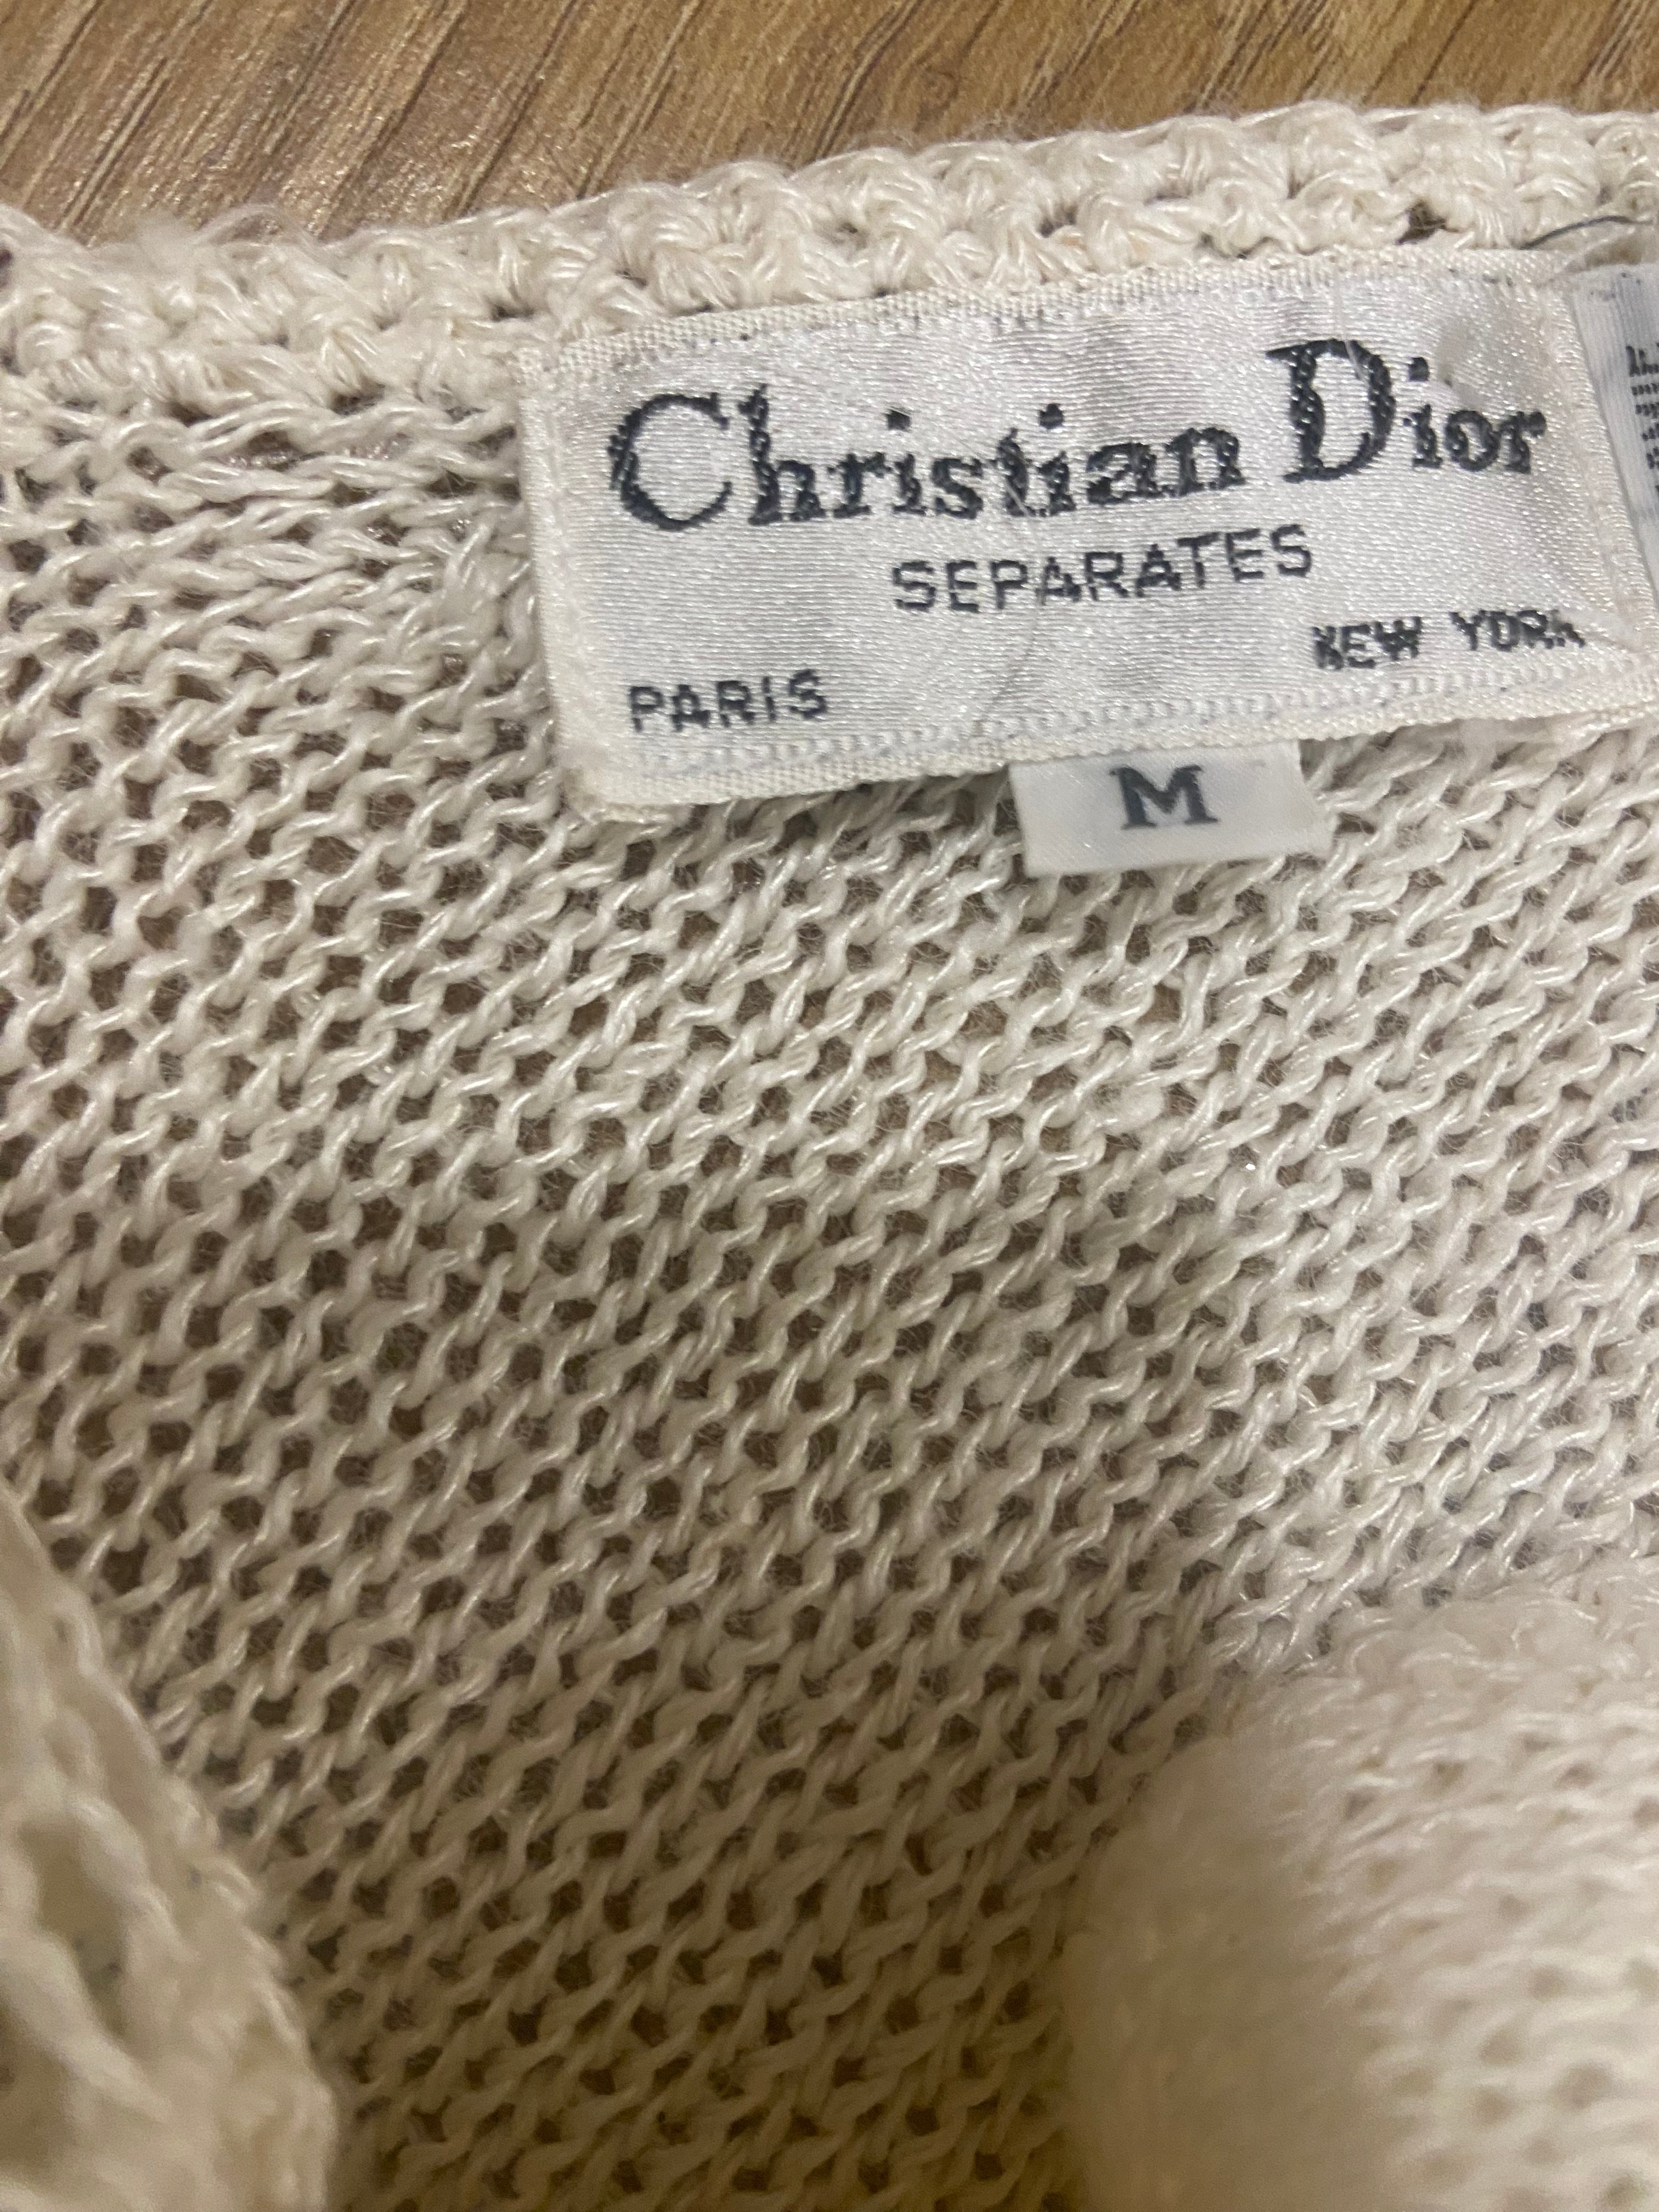 Christian Dior
SEPARATES
PARIS NEW YORK
M